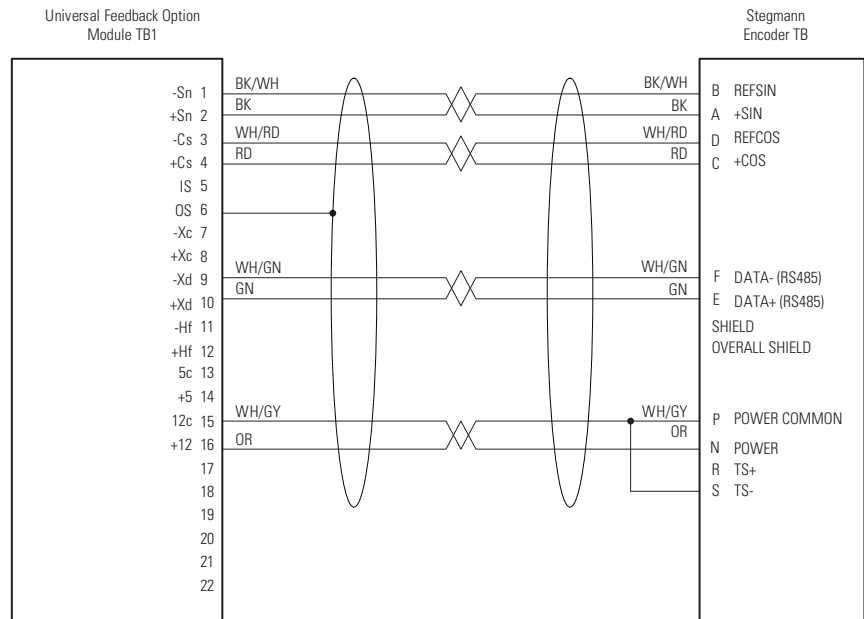 Universal Feedback Option
Module TB1
Stegmann
Encoder TB
-Sn 1
+Sn 2
-Cs 3
+Cs 4
IS 5
OS 6
-Xc 7
+Xc 8
-Xd 9
+Xd 10
-Hf 11
+Hf 12
5c 13
+5 14
12c 15
+12 16
17
18
19
20
21
22
BK/WH
BK
WH/RD
RD
WH/GN
GN
WH/GY
OR
BK/WH
BK
WH/RD
RD
WH/GN
GN
WH/GY
OR
B REFSIN
A +SIN
D REFCOS
C +COS
F DATA- (RS485)
E DATA+ (RS485)
SHIELD
OVERALL SHIELD
P POWER COMMON
N POWER
R TS+
S TS-